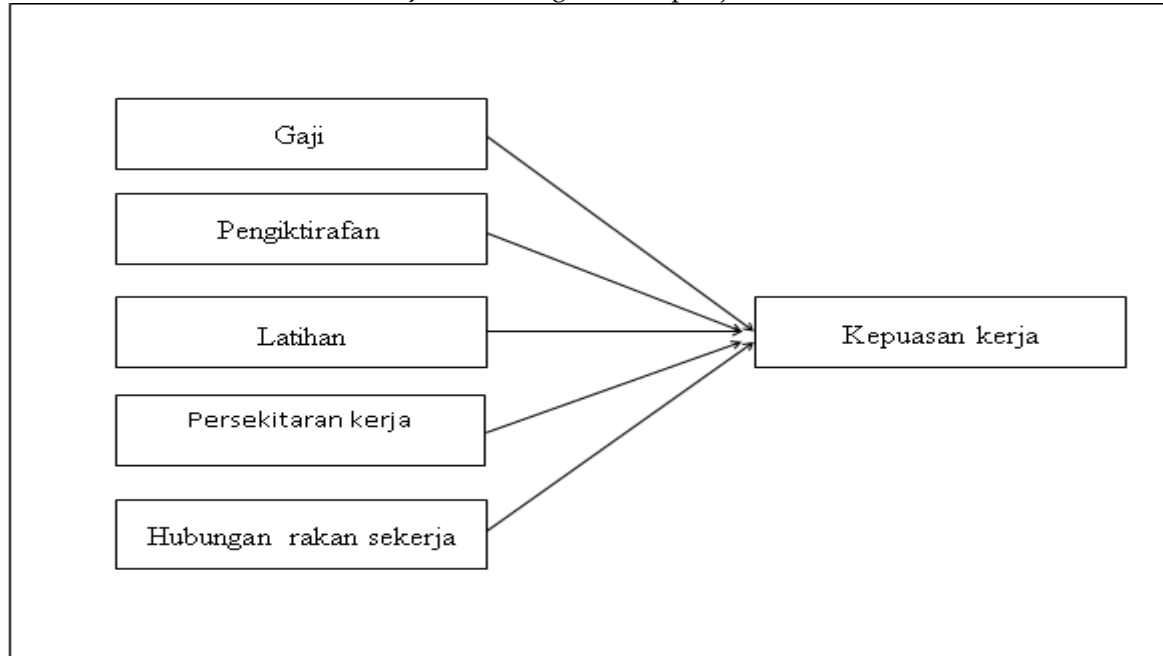 Gaji
Pengiktirafan
Latihan
Kepuasan kerja
Persekitaran kerja
Hubungan rakan sekerja